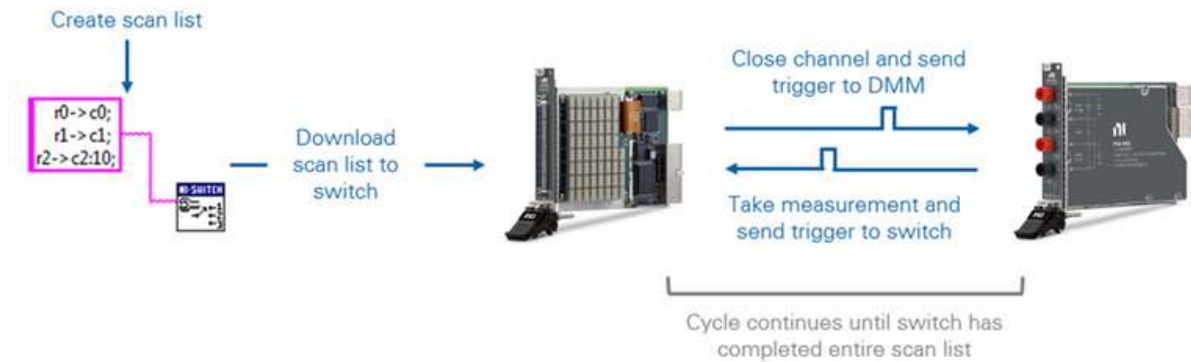 Create scan list
r0->c0;
r1->c1;
r2->c2:10;
NI-SWITCH
Download
scan list to
switch
Close channel and send
trigger to DMM
Take measurement and
send trigger to switch
Cycle continues until switch has
completed entire scan list